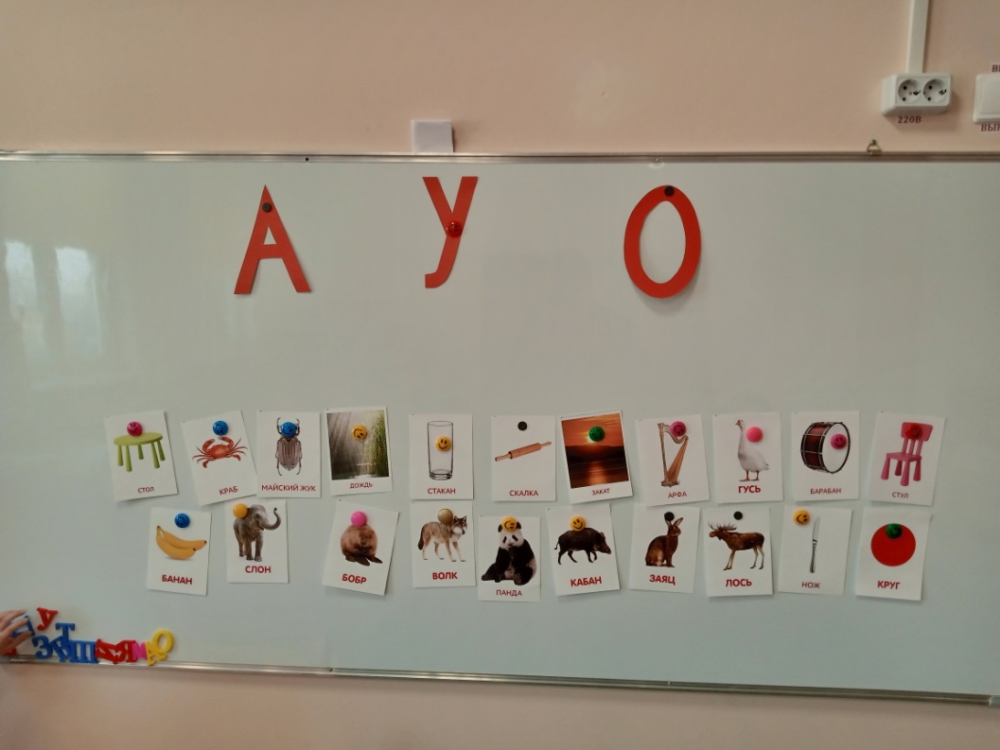 220В
А У О
СТОЛ
КРАБ
МАЙСКИЙ ЖУК
ДОЖДЬ
СТАКАН
СКАЛКА
ЗАКАТ
АРФА
ГУСЬ
БАРАБАН
СТУЛ
БАНАН
СЛОН
БОБР
ВОЛК
ПАНДА
КАБАН
ЗАЯЦ
ЛОСЬ
НОЖ
КРУГ